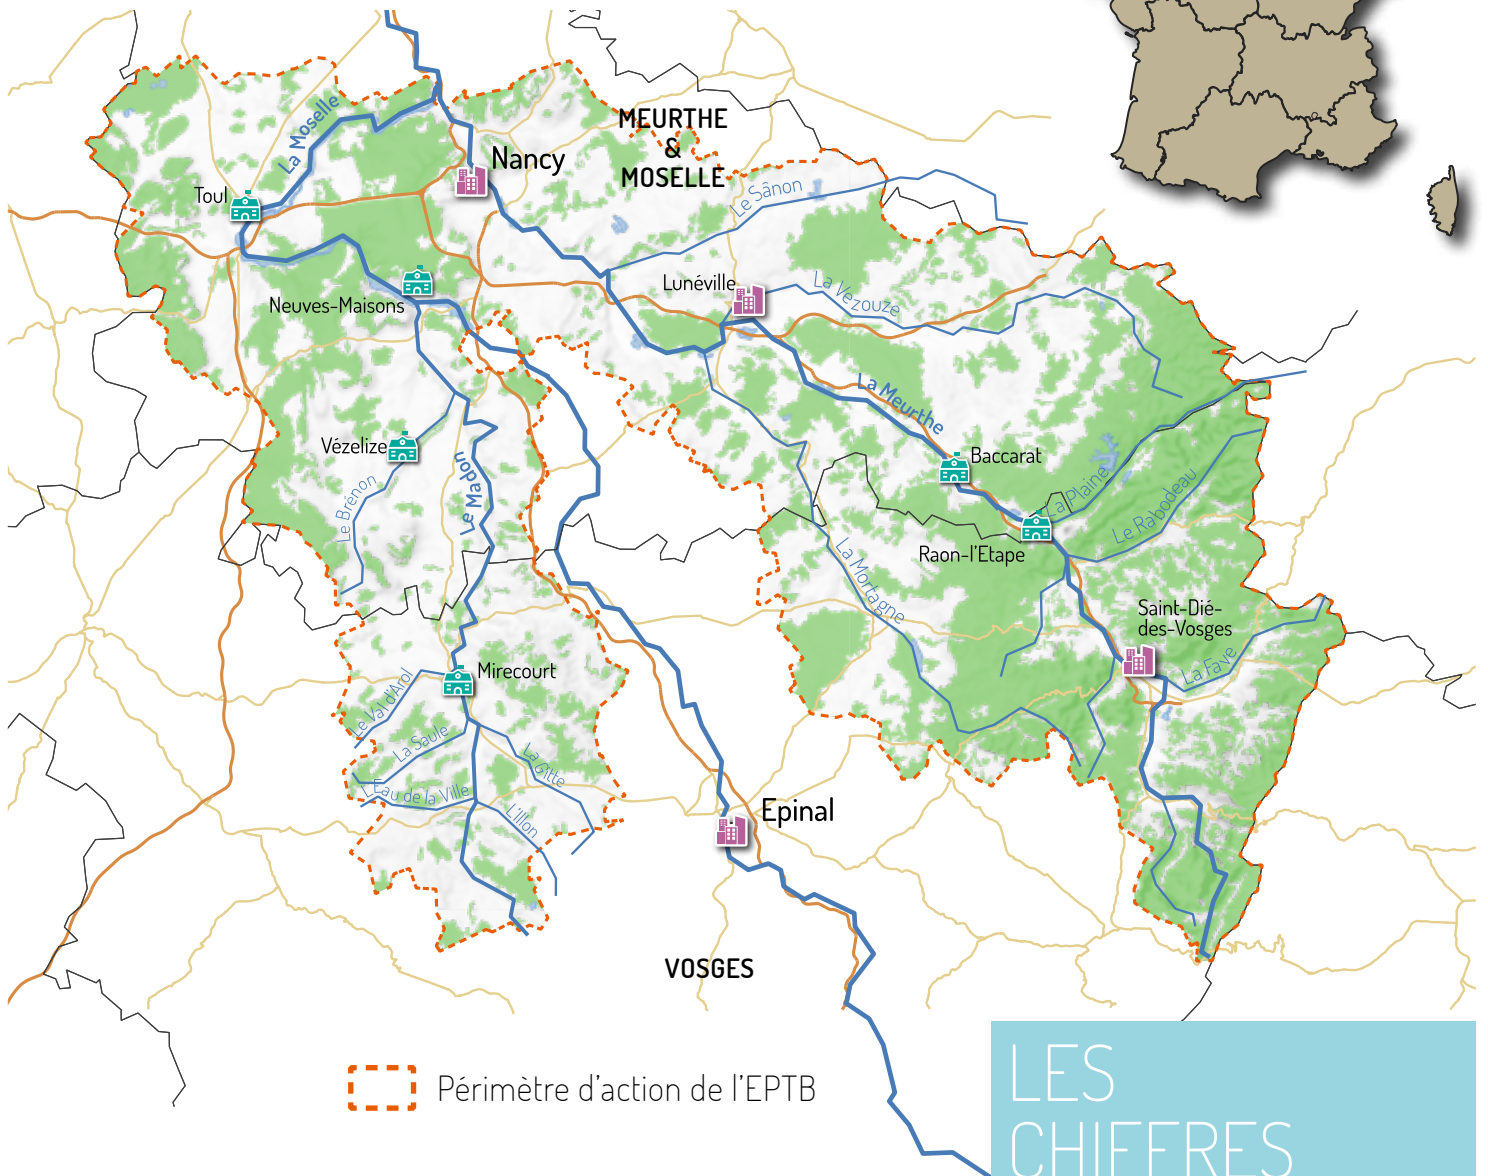 MEURTHE
&
MOSELLE
La Moselle
Nancy
Toul
Le Sânon
Neuves-Maisons
Lunéville
La Vezouze
La Meurthe
Vézelize
Le Brénon
Le Madon
Baccarat
La Plaine
Le Rabodeau
Raon-l'Etape
La Mortagne
Saint-Dié-
des-Vosges
La Fave
Mirecourt
Le Val d'Arol
La Saule
L'Eau de la Ville
La Gitte
L'Illon
Epinal
VOSGES
Périmètre d'action de l'EPTB
LES
CHIFFRES